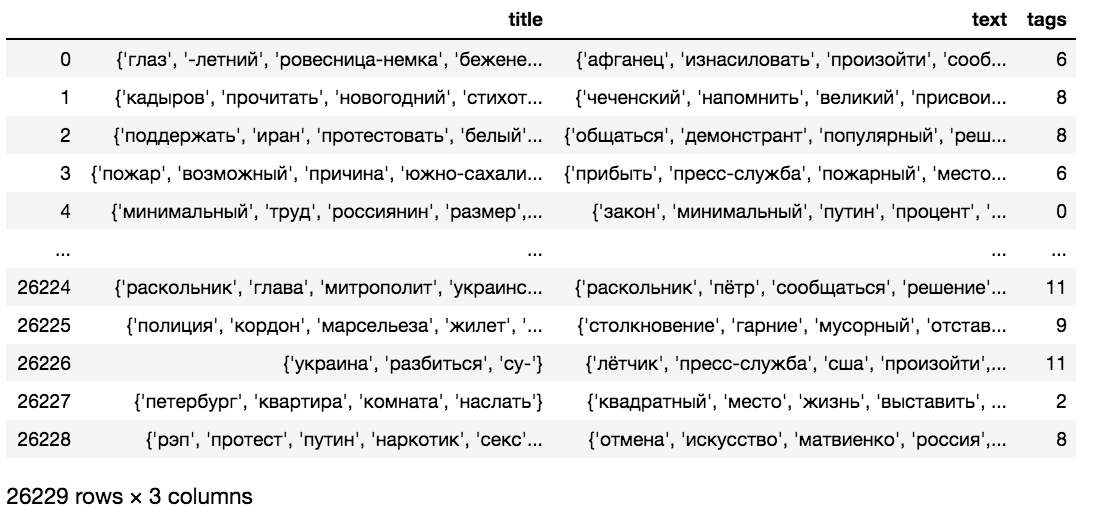 title text tags
0 {'глаз', '-летний', 'ровесница-немка', 'бежене... {'афганец', 'изнасиловать', 'произойти', 'сооб... 6
1 {'кадыров', 'прочитать', 'новогодний', 'стихот... {'чеченский', 'напомнить', 'великий', 'присвои... 8
2 {'поддержать', 'иран', 'протестовать', 'белый'... {'общаться', 'демонстрант', 'популярный', 'реш... 8
3 {'пожар', 'возможный', 'причина', 'южно-сахали... {'прибыть', 'пресс-служба', 'пожарный', 'место... 6
4 {'минимальный', 'труд', 'россиянин', 'размер',... {'закон', 'минимальный', 'путин', 'процент', '... 0
... ... ... ...
26224 {'раскольник', 'глава', 'митрополит', 'украинс... {'раскольник', 'пётр', 'сообщаться', 'решение'... 11
26225 {'полиция', 'кордон', 'марсельеза', 'жилет', '... {'столкновение', 'гарние', 'мусорный', 'отстав... 9
26226 {'украина', 'разбиться', 'су-'} {'лётчик', 'пресс-служба', 'сша', 'произойти',... 11
26227 {'петербург', 'квартира', 'комната', 'наслать'} {'квадратный', 'место', 'жизнь', 'выставить', ... 2
26228 {'рэп', 'протест', 'путин', 'наркотик', 'секс'... {'отмена', 'искусство', 'матвиенко', 'россия',... 8
26229 rows × 3 columns